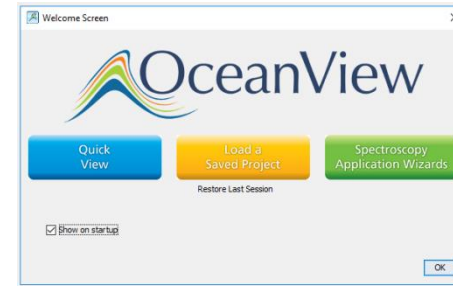 Welcome Screen
OceanView
Quick
View
Load a
Saved Project
Spectroscopy
Application Wizards
Restore Last Session
Show on startup
OK